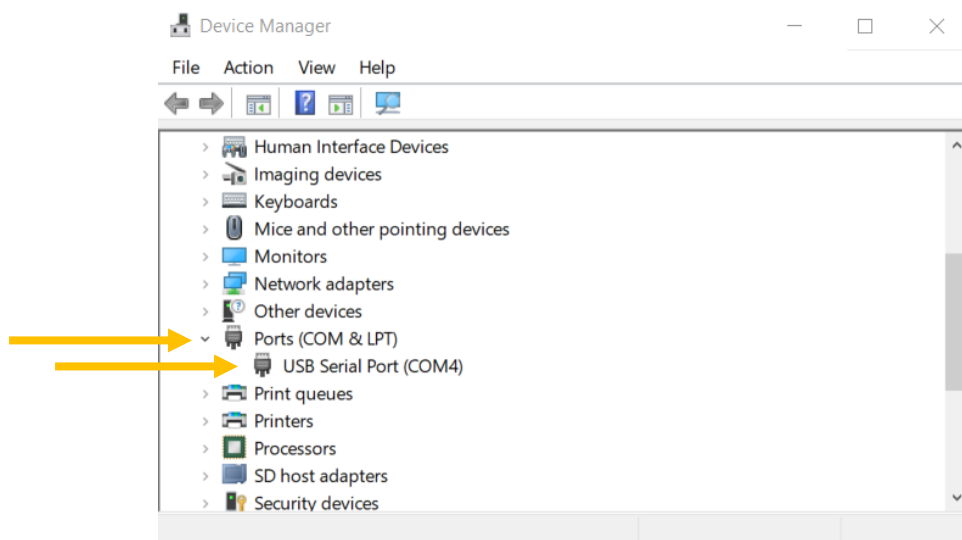 Device Manager
File Action View Help
Human Interface Devices
Imaging devices
Keyboards
Mice and other pointing devices
Monitors
Network adapters
Other devices
Ports (COM & LPT)
USB Serial Port (COM4)
Print queues
Printers
Processors
SD host adapters
Security devices